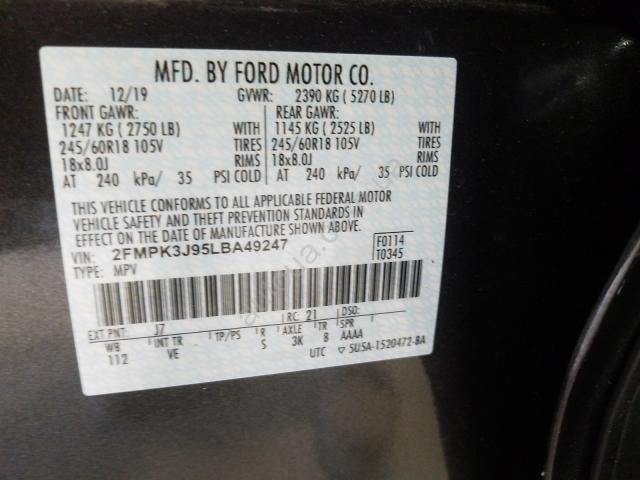 MFD. BY FORD MOTOR CO.
DATE: 12/19 GVWR: 2390 KG ( 5270 LB)
FRONT GAWR: REAR GAWR:
1247 KG ( 2750 LB) WITH 1145 KG ( 2525 LB) WITH
245/60R18 105V TIRES 245/60R18 105V TIRES
18x8.0J RIMS 18x8.0J RIMS
AT 240 kPa/ 35 PSI COLD AT 240 kPa/ 35 PSI COLD
THIS VEHICLE CONFORMS TO ALL APPLICABLE FEDERAL MOTOR
VEHICLE SAFETY AND THEFT PREVENTION STANDARDS IN
EFFECT ON THE DATE OF MANUFACTURE SHOWN ABOVE.
VIN: 2FMPK3J95LBA49247 F0114
TYPE: MPV T0345
EXT PNT: J7 RC: 21 DSO:
WB INT TR TP/PS R AXLE TR SPR
112 VE S 3K 8 AAAA
UTC ▽ 5U5A-1520472-BA